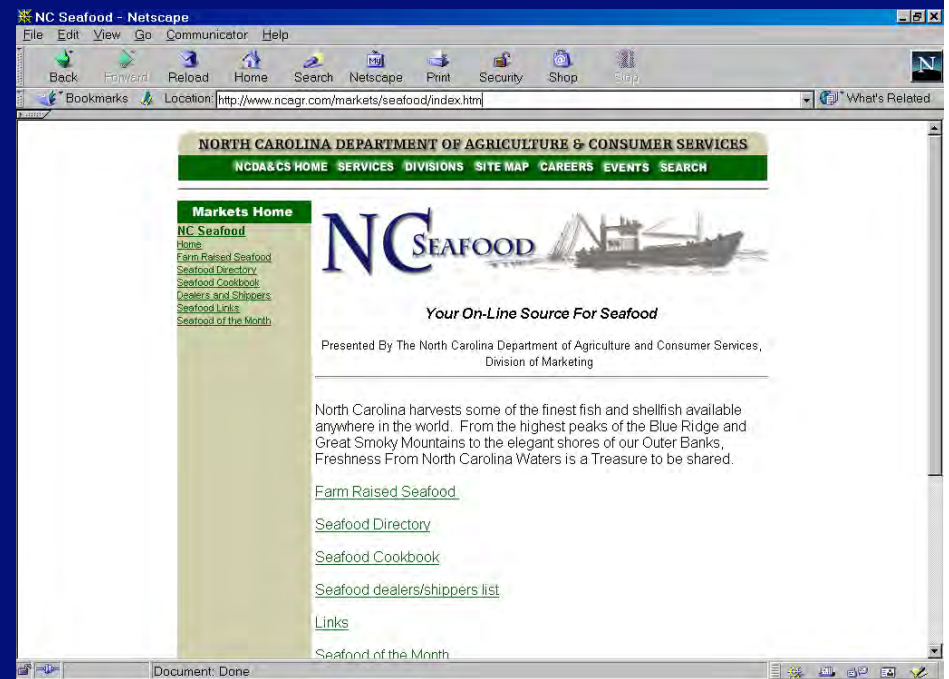 NC Seafood - Netscape
File Edit View Go Communicator Help
Back Forward Reload Home Search Netscape Print Security Shop Stop
Bookmarks Location: http://www.ncagr.com/markets/seafood/index.htm What's Related
NORTH CAROLINA DEPARTMENT OF AGRICULTURE & CONSUMER SERVICES
NCDA&CS HOME SERVICES DIVISIONS SITE MAP CAREERS EVENTS SEARCH
Markets Home
NC Seafood
Home
Farm Raised Seafood
Seafood Directory
Seafood Cookbook
Dealers and Shippers
Seafood Links
Seafood of the Month
NC SEAFOOD
Your On-Line Source For Seafood
Presented By The North Carolina Department of Agriculture and Consumer Services,
Division of Marketing
North Carolina harvests some of the finest fish and shellfish available
anywhere in the world. From the highest peaks of the Blue Ridge and
Great Smoky Mountains to the elegant shores of our Outer Banks,
Freshness From North Carolina Waters is a Treasure to be shared.
Farm Raised Seafood
Seafood Directory
Seafood Cookbook
Seafood dealers/shippers list
Links
Seafood of the Month
Document: Done